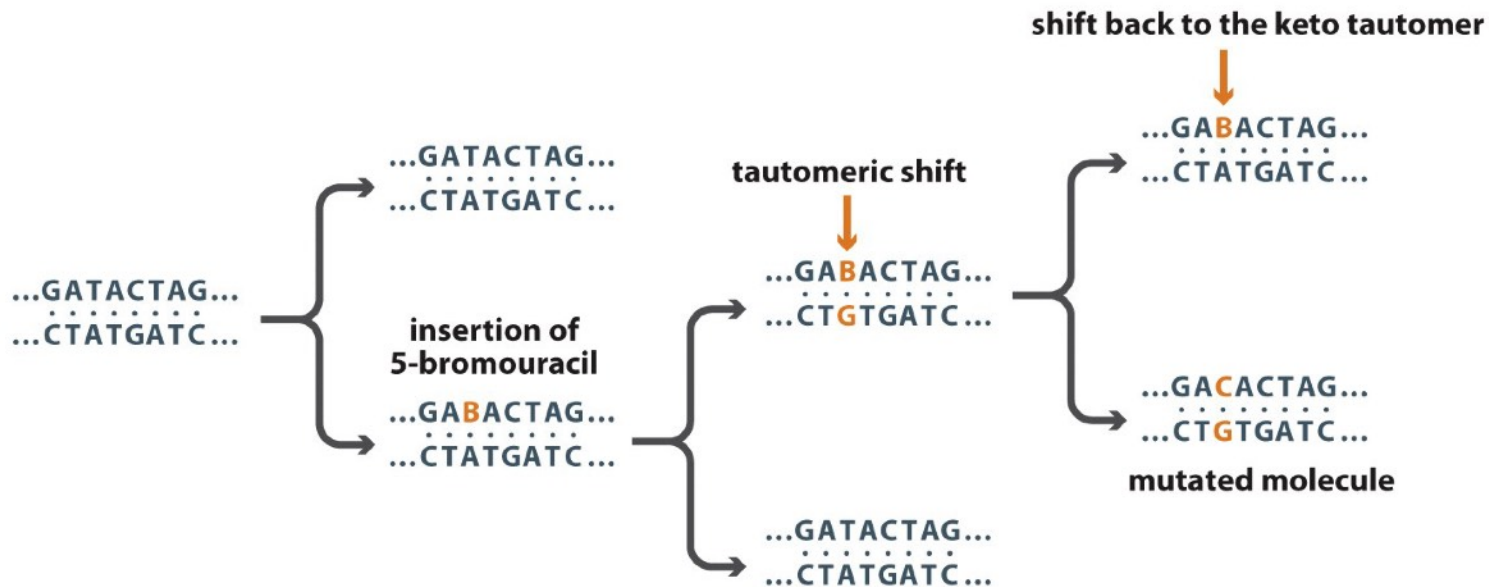 ...GATACTAG...
...CTATGATC...
...GATACTAG...
...CTATGATC...
insertion of
5-bromouracil
...GABACTAG...
...CTATGATC...
tautomeric shift
...GABACTAG...
...CTGTGATC...
...GATACTAG...
...CTATGATC...
shift back to the keto tautomer
...GABACTAG...
...CTATGATC...
...GACACTAG...
...CTGTGATC...
mutated molecule